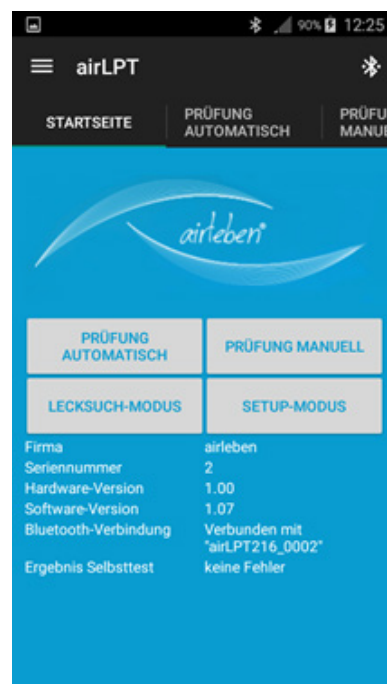 90% 12:25
airLPT
STARTSEITE
PRÜFUNG
AUTOMATISCH
PRÜFU
MANUE
airleben®
PRÜFUNG
AUTOMATISCH
PRÜFUNG MANUELL
LECKSUCH-MODUS
SETUP-MODUS
Firma airleben
Seriennummer 2
Hardware-Version 1.00
Software-Version 1.07
Bluetooth-Verbindung Verbunden mit
"airLPT216_0002"
Ergebnis Selbsttest keine Fehler